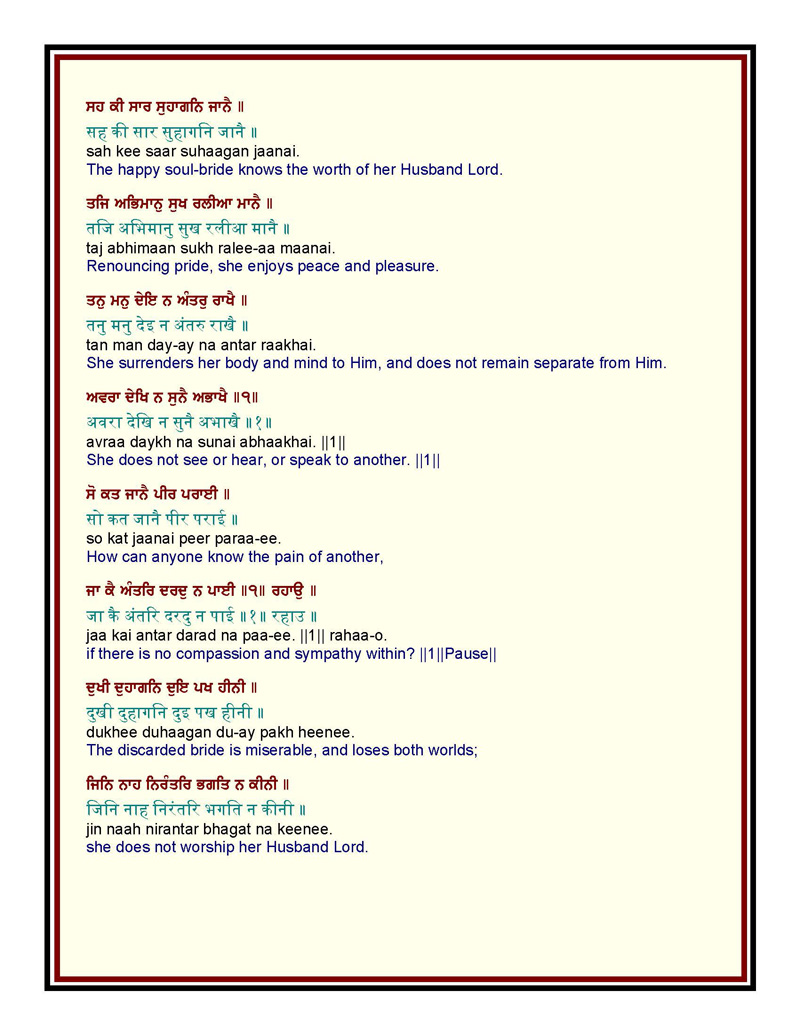 ਸਹ ਕੀ ਸਾਰ ਸੁਹਾਗਨਿ ਜਾਨੈ ॥
सह की सार सुहागनि जानै ॥
sah kee saar suhaagan jaanai.
The happy soul-bride knows the worth of her Husband Lord.
ਤਜਿ ਅਭਿਮਾਨੁ ਸੁਖ ਰਲੀਆ ਮਾਨੈ ॥
तजि अभिमानु सुख रलीआ मानै ॥
taj abhimaan sukh ralee-aa maanai.
Renouncing pride, she enjoys peace and pleasure.
ਤਨੁ ਮਨੁ ਦੇਇ ਨ ਅੰਤਰੁ ਰਾਖੈ ॥
तनु मनु देइ न अंतरु राखै ॥
tan man day-ay na antar raakhai.
She surrenders her body and mind to Him, and does not remain separate from Him.
ਅਵਰਾ ਦੇਖਿ ਨ ਸੁਨੈ ਅਭਾਖੈ ॥੧॥
अवरा देखि न सुनै अभाखै ॥१॥
avraa daykh na sunai abhaakhai. ||1||
She does not see or hear, or speak to another. ||1||
ਸੋ ਕਤ ਜਾਨੈ ਪੀਰ ਪਰਾਈ ॥
सो कत जानै पीर पराई ॥
so kat jaanai peer paraa-ee.
How can anyone know the pain of another,
ਜਾ ਕੈ ਅੰਤਰਿ ਦਰਦੁ ਨ ਪਾਈ ॥੧॥ ਰਹਾਉ ॥
जा कै अंतरि दरदु न पाई ॥१॥ रहाउ ॥
jaa kai antar darad na paa-ee. ||1|| rahaa-o.
if there is no compassion and sympathy within? ||1||Pause||
ਦੁਖੀ ਦੁਹਾਗਨਿ ਦੁਇ ਪਖ ਹੀਨੀ ॥
दुखी दुहागनि दुइ पख हीनी ॥
dukhee duhaagan du-ay pakh heenee.
The discarded bride is miserable, and loses both worlds;
ਜਿਨਿ ਨਾਹ ਨਿਰੰਤਰਿ ਭਗਤਿ ਨ ਕੀਨੀ ॥
जिनि नाह निरंतरि भगति न कीनी ॥
jin naah nirantar bhagat na keenee.
she does not worship her Husband Lord.